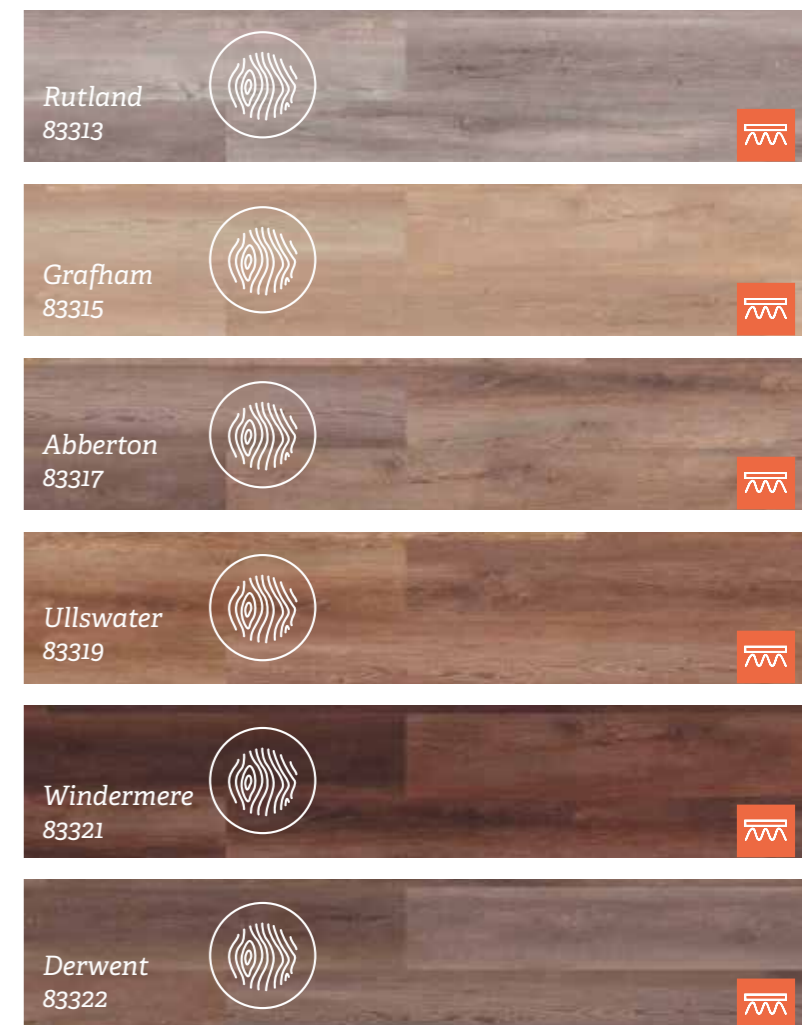 Rutland
83313
Grafham
83315
Abberton
83317
Ullswater
83319
Windermere
83321
Derwent
83322